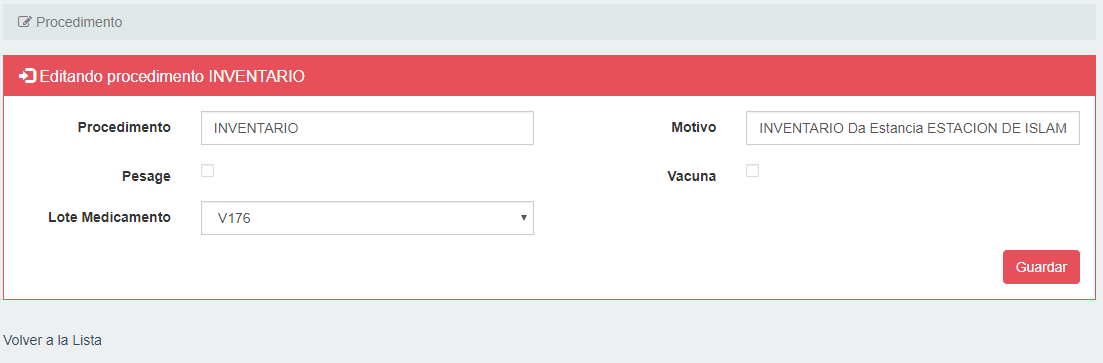 Procedimento
Editando procedimento INVENTARIO
Procedimento INVENTARIO Motivo INVENTARIO Da Estancia ESTACION DE ISLAM
Pesage Vacuna
Lote Medicamento V176
Guardar
Volver a la Lista